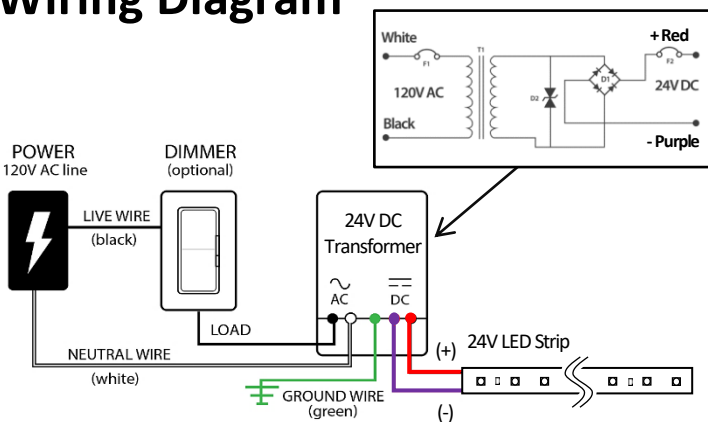 Wiring Diagram
White
+ Red
F1
T1
F2
D1
120V AC
D2
24V DC
Black
- Purple
POWER
120V AC line
DIMMER
(optional)
LIVE WIRE
(black)
24V DC
Transformer
AC
DC
LOAD
NEUTRAL WIRE
(white)
(+)
24V LED Strip
GROUND WIRE
(green)
(-)